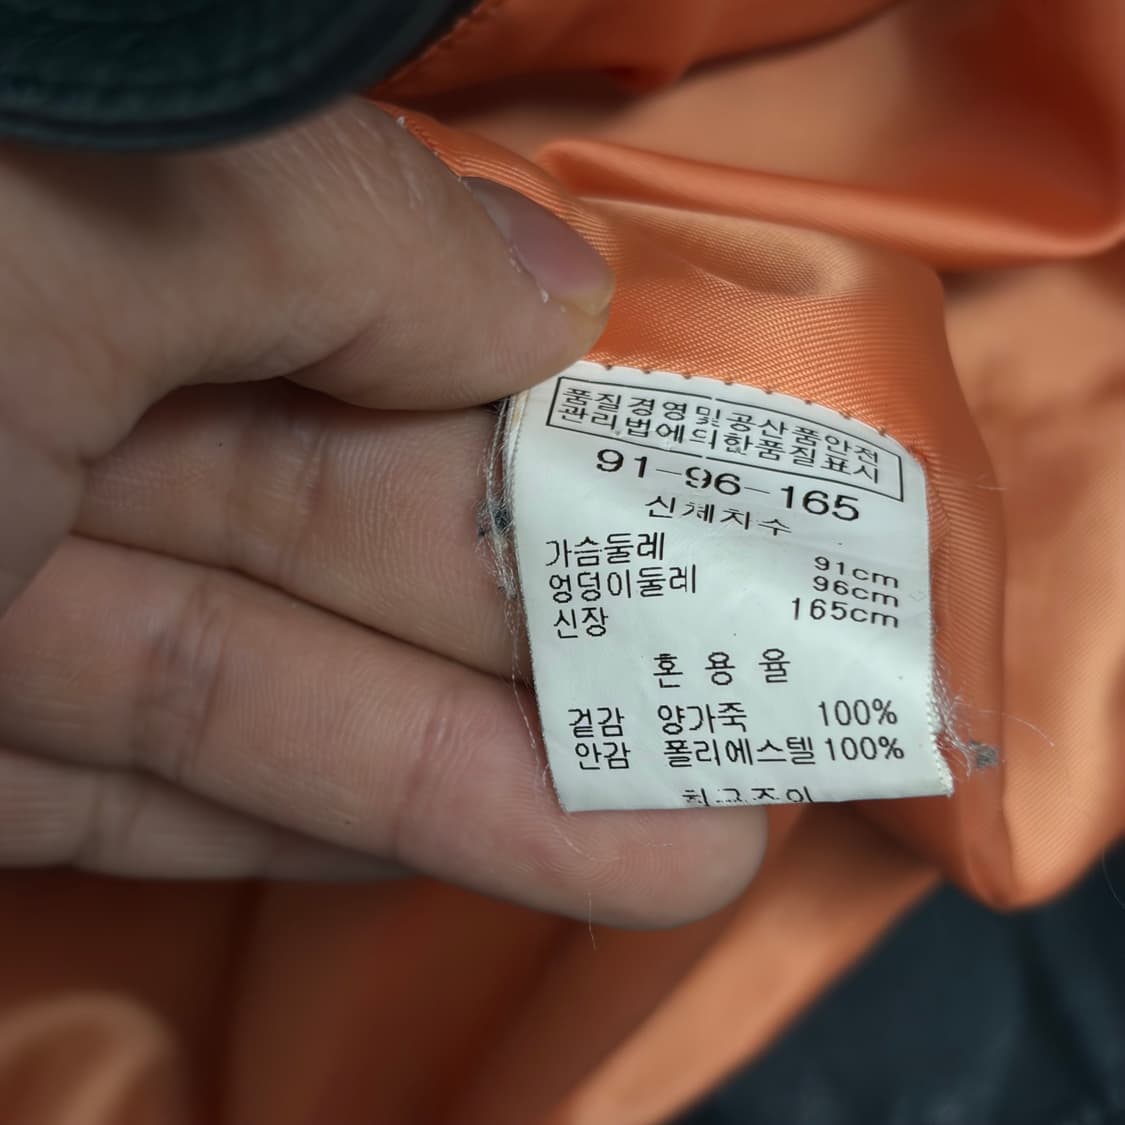 품질경영및공산품안전
관리법에의한품질표시
91-96-165
신체치수
가슴둘레 91cm
엉덩이둘레 96cm
신장 165cm
혼 용 율
겉감 양가죽 100%
안감 폴리에스텔 100%